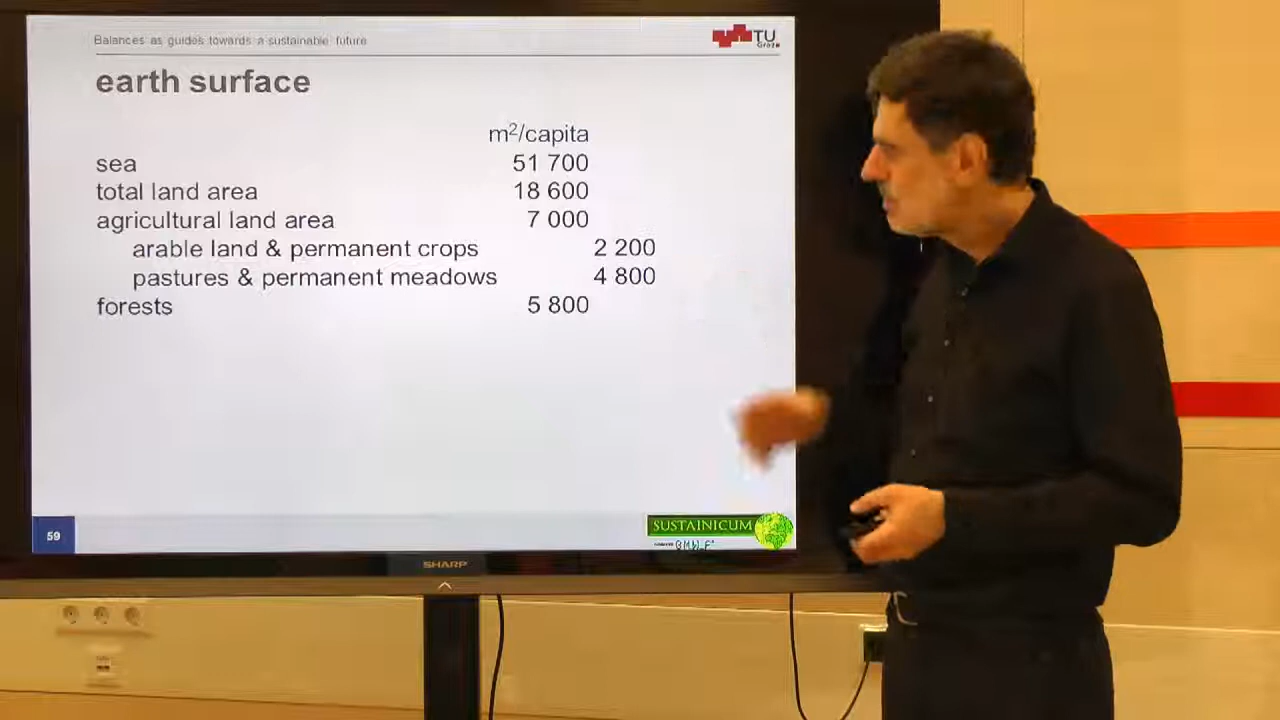 Balances as guides towards a sustainable future
TU
Graz
earth surface
m²/capita
sea 51 700
total land area 18 600
agricultural land area 7 000
arable land & permanent crops 2 200
pastures & permanent meadows 4 800
forests 5 800
59
SUSTAINICUM
SHARP